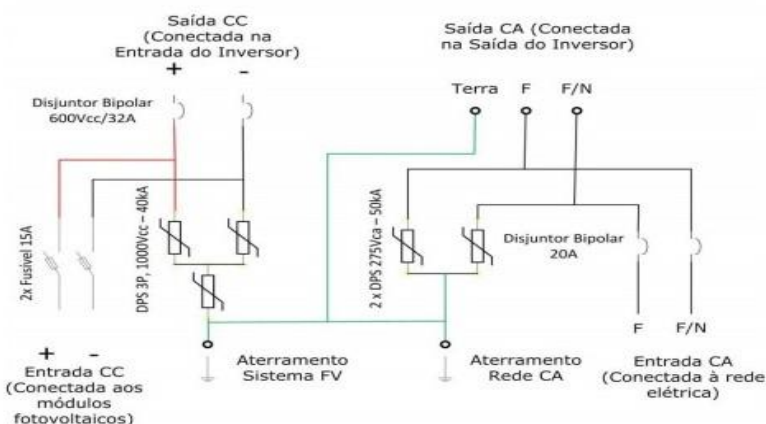 Saída CC
(Conectada na
Entrada do Inversor)
+ -
Saída CA (Conectada
na Saída do Inversor)
Terra F F/N
Disjuntor Bipolar
600Vcc/32A
2x Fusível 15A
DPS 3P, 1000Vcc – 40kA
2 x DPS 275Vca – 50kA
Disjuntor Bipolar
20A
+ -
Entrada CC
(Conectada aos
módulos
fotovoltaicos)
Aterramento
Sistema FV
Aterramento
Rede CA
F F/N
Entrada CA
(Conectada à rede
elétrica)